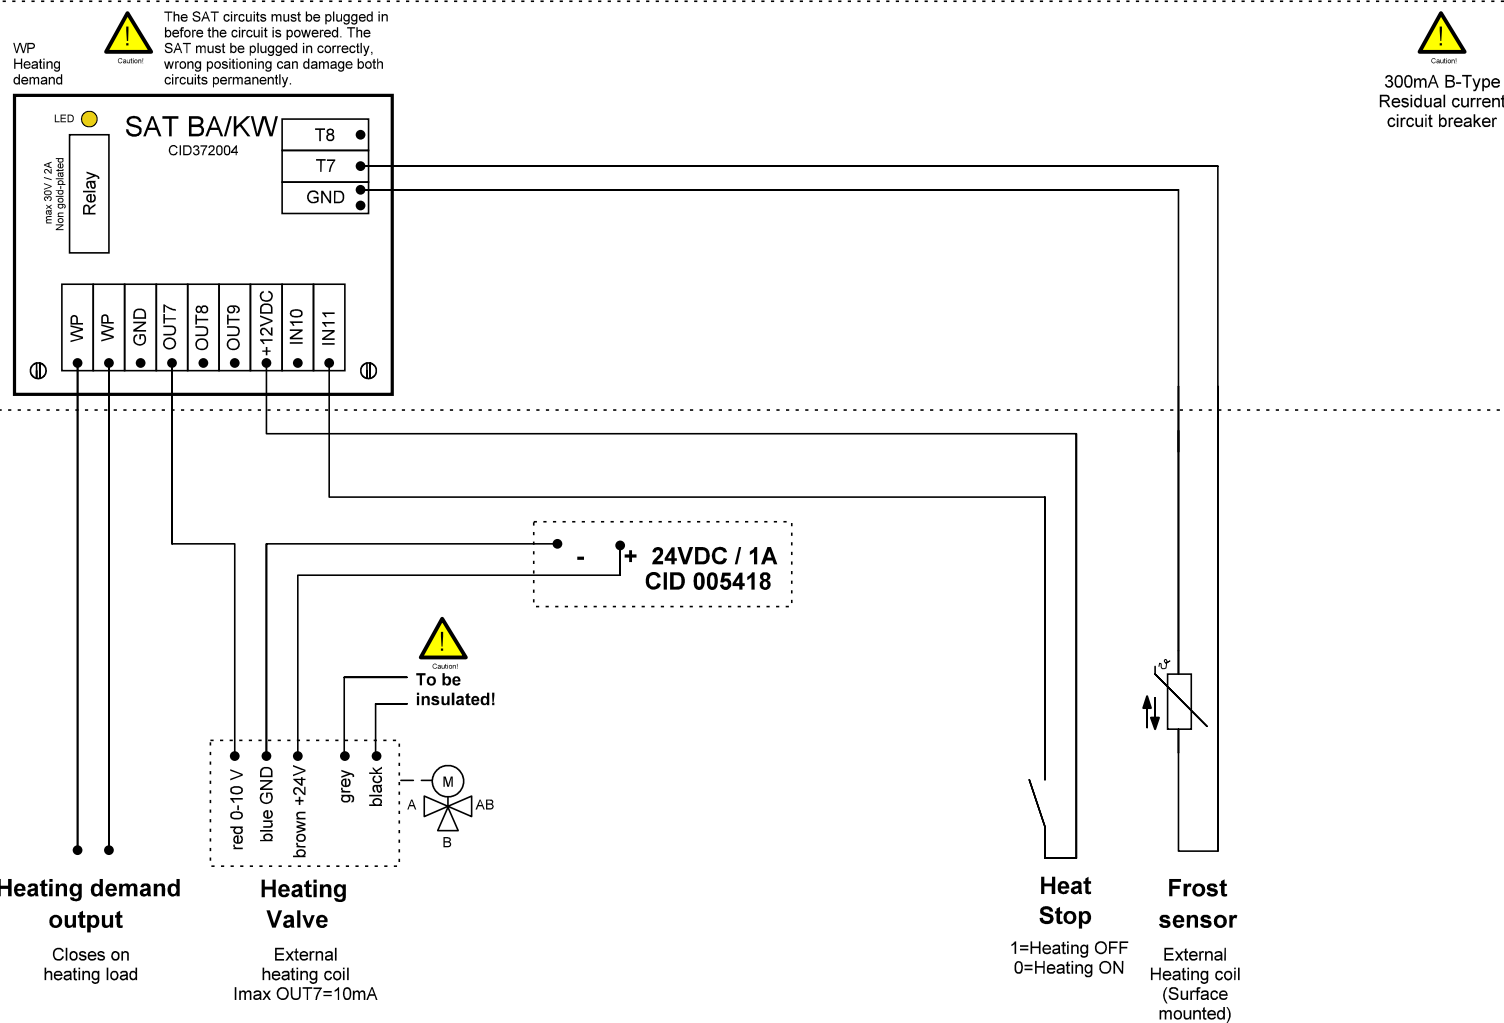 The SAT circuits must be plugged in
before the circuit is powered. The
SAT must be plugged in correctly,
wrong positioning can damage both
circuits permanently.
!
Caution!
WP
Heating
demand
!
Caution!
300mA B-Type
Residual current
circuit breaker
LED
SAT BA/KW
CID372004
max 30V / 2A
Non gold-plated
Relay
T8
T7
GND
WP
WP
GND
OUT7
OUT8
OUT9
+12VDC
IN10
IN11
- + 24VDC / 1A
CID 005418
!
Caution!
To be
insulated!
red 0-10 V
blue GND
brown +24V
grey
black
M
A
AB
B
ϑ
Heating demand
output
Closes on
heating load
Heating
Valve
External
heating coil
Imax OUT7=10mA
Heat
Stop
1=Heating OFF
0=Heating ON
Frost
sensor
External
Heating coil
(Surface
mounted)